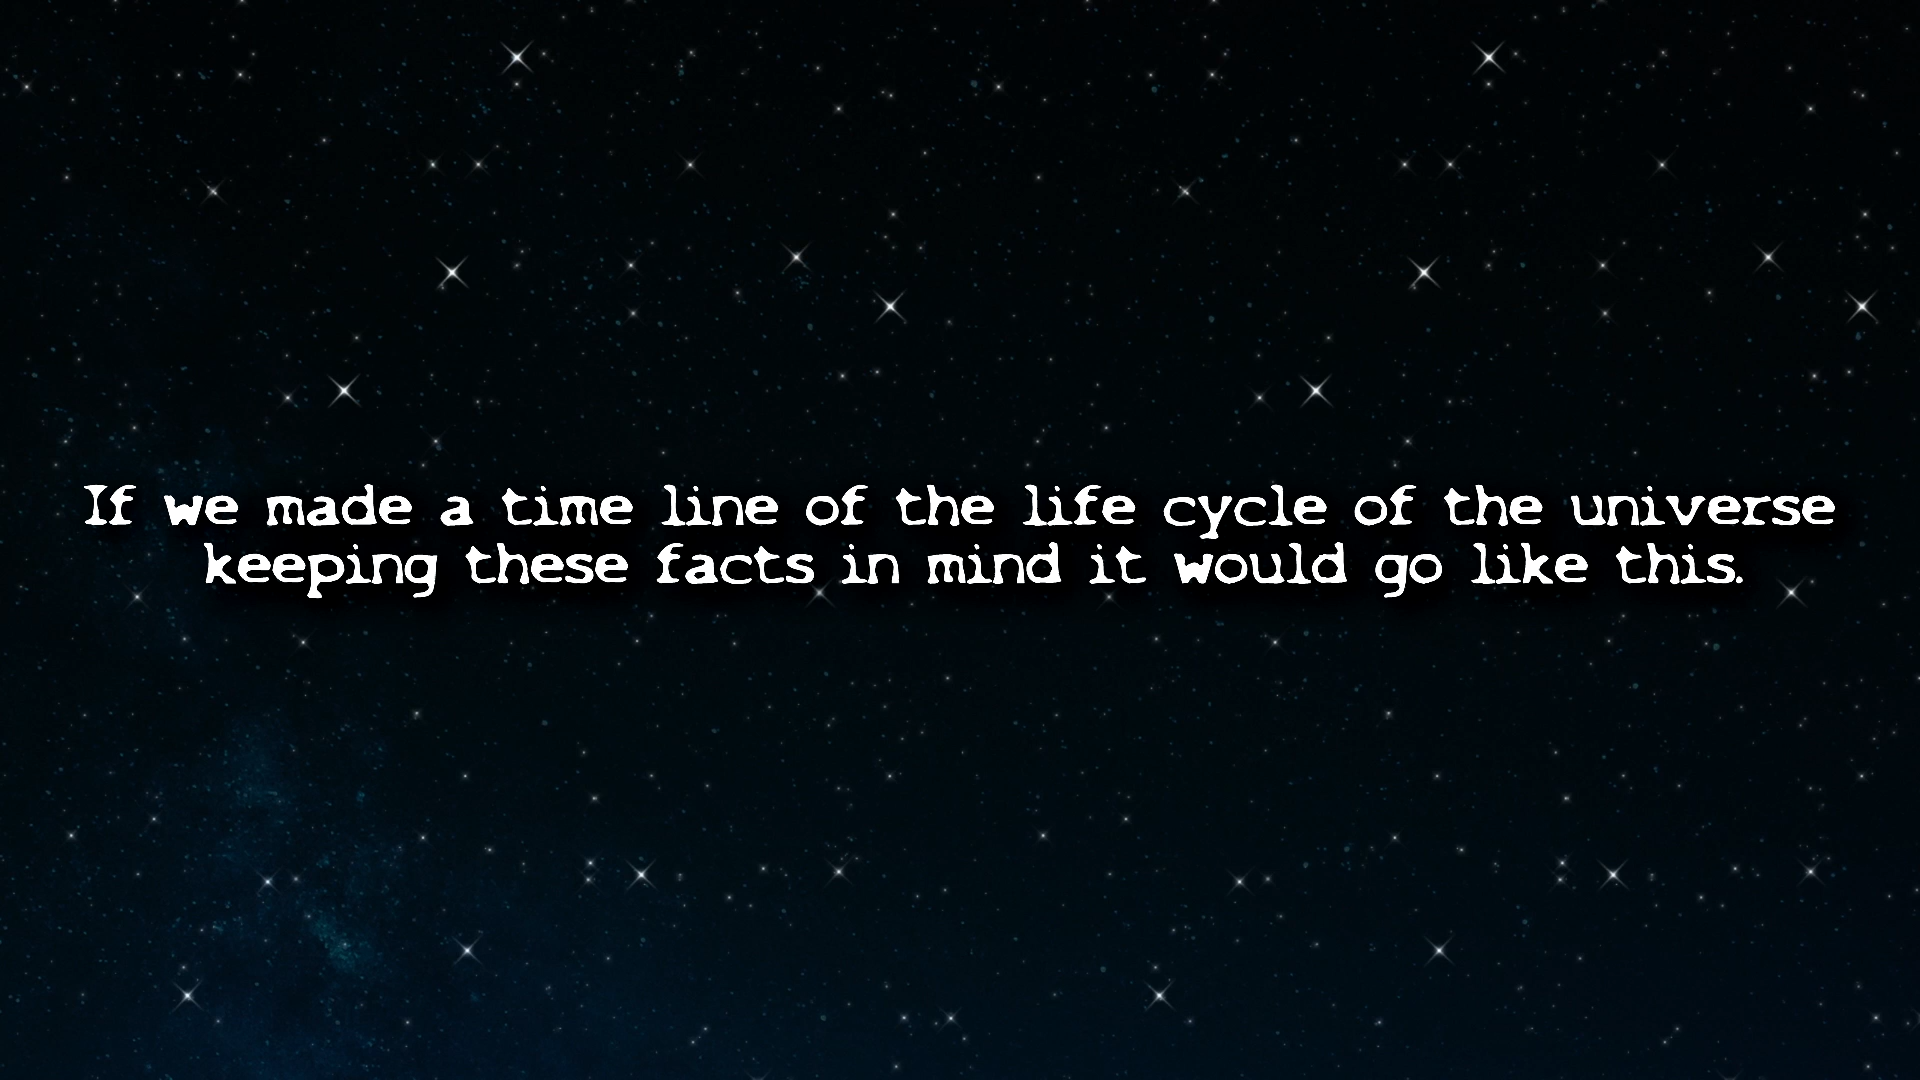 If we made a time line of the life cycle of the universe
keeping these facts in mind it would go like this.